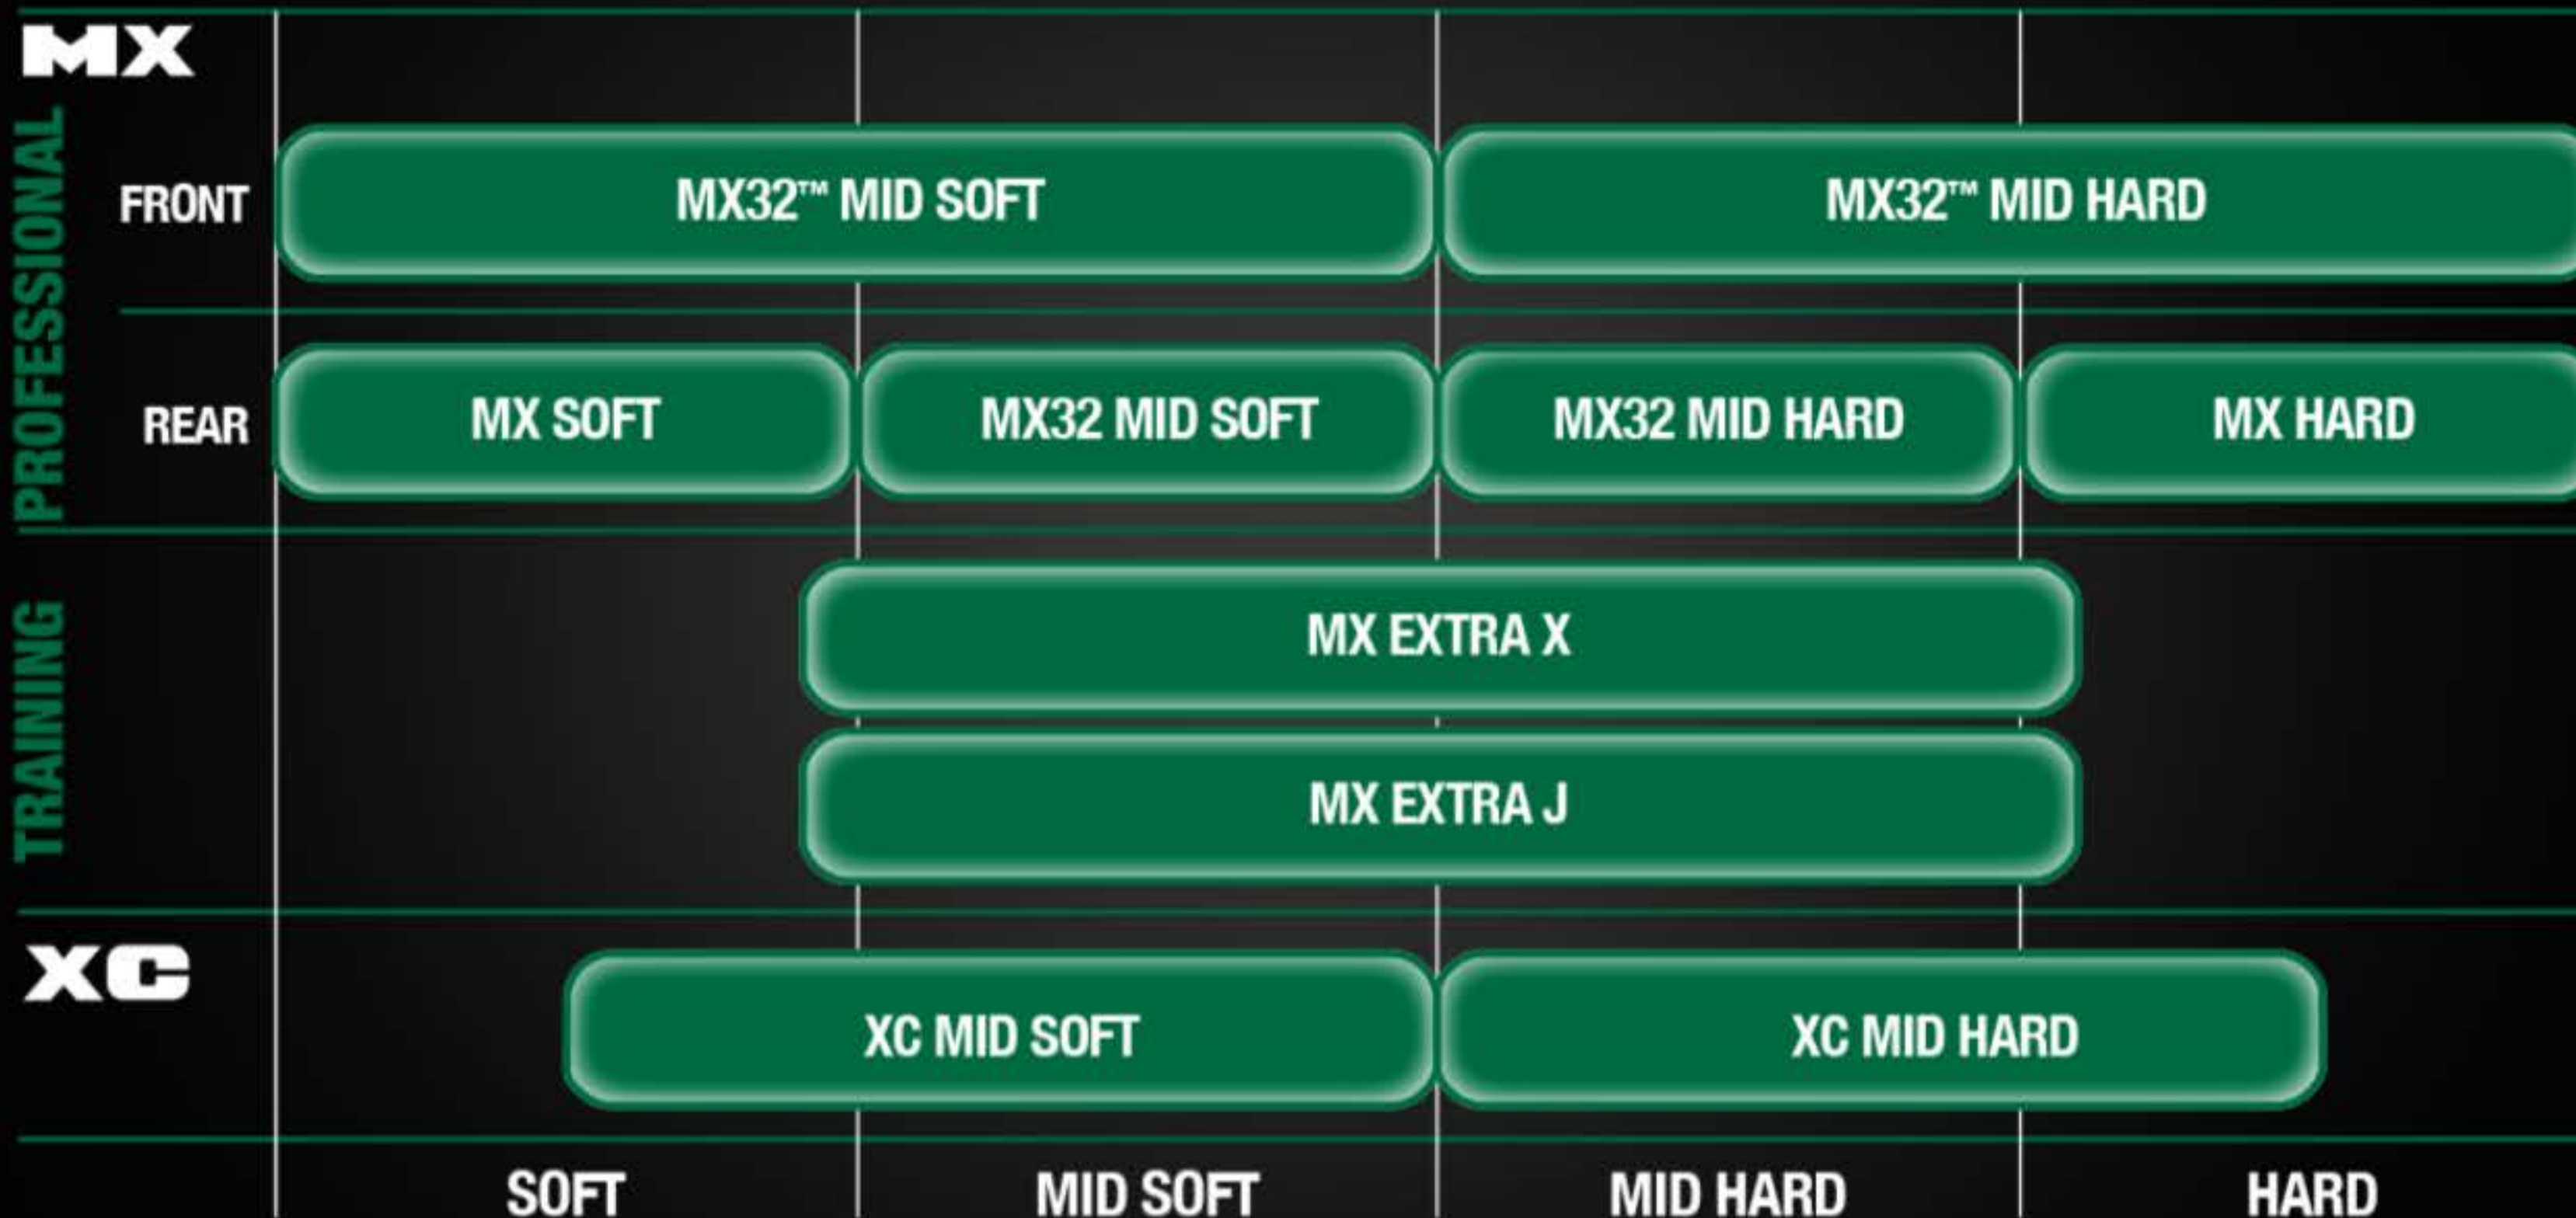 MX
PROFESSIONAL
FRONT
MX32™ MID SOFT
MX32™ MID HARD
REAR
MX SOFT
MX32 MID SOFT
MX32 MID HARD
MX HARD
TRAINING
MX EXTRA X
MX EXTRA J
XC
XC MID SOFT
XC MID HARD
SOFT
MID SOFT
MID HARD
HARD